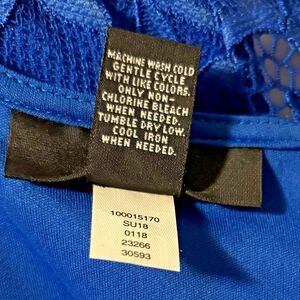 MACHINE WASH COLD
GENTLE CYCLE
WITH LIKE COLORS.
ONLY NON-
CHLORINE BLEACH
WHEN NEEDED.
TUMBLE DRY LOW.
COOL IRON
WHEN NEEDED.
100015170
SU18
0118
23266
30593